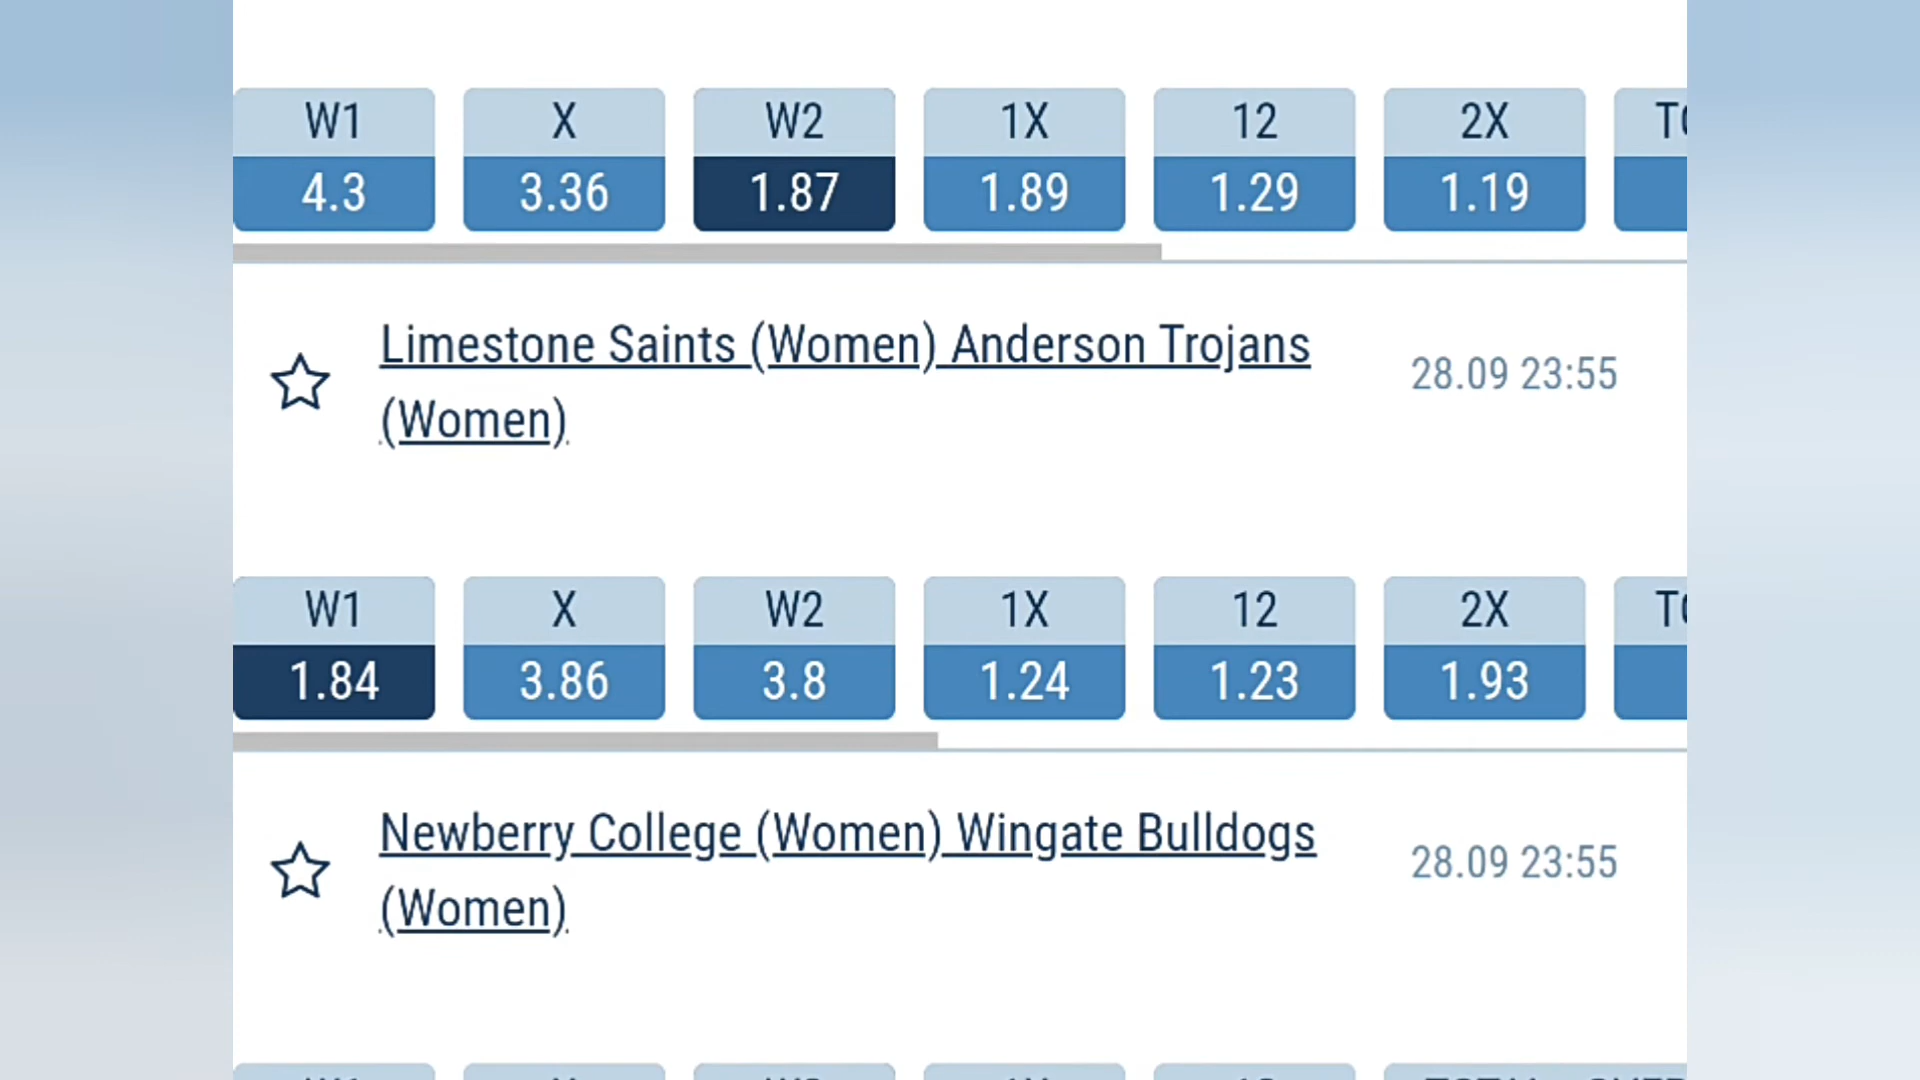 W1 X W2 1X 12 2X
4.3 3.36 1.87 1.89 1.29 1.19
Limestone Saints (Women) Anderson Trojans
(Women)
28.09 23:55
W1 X W2 1X 12 2X
1.84 3.86 3.8 1.24 1.23 1.93
Newberry College (Women) Wingate Bulldogs
(Women)
28.09 23:55